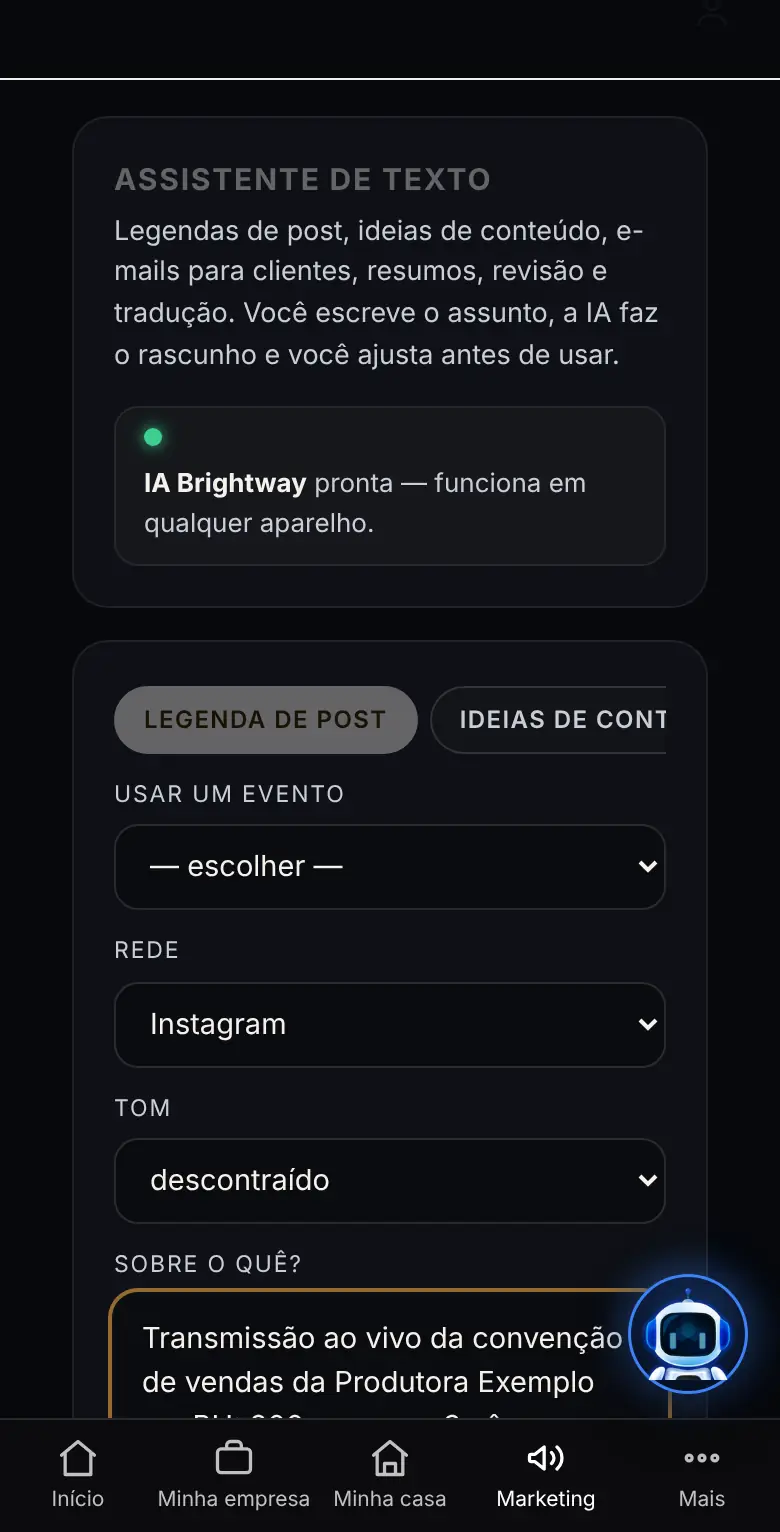 ASSISTENTE DE TEXTO
Legendas de post, ideias de conteúdo, e-
mails para clientes, resumos, revisão e
tradução. Você escreve o assunto, a IA faz
o rascunho e você ajusta antes de usar.
IA Brightway pronta — funciona em
qualquer aparelho.
LEGENDA DE POST
IDEIAS DE CONT
USAR UM EVENTO
— escolher —
REDE
Instagram
TOM
descontraído
SOBRE O QUÊ?
Transmissão ao vivo da convenção
de vendas da Produtora Exemplo
Início
Minha empresa
Minha casa
Marketing
Mais